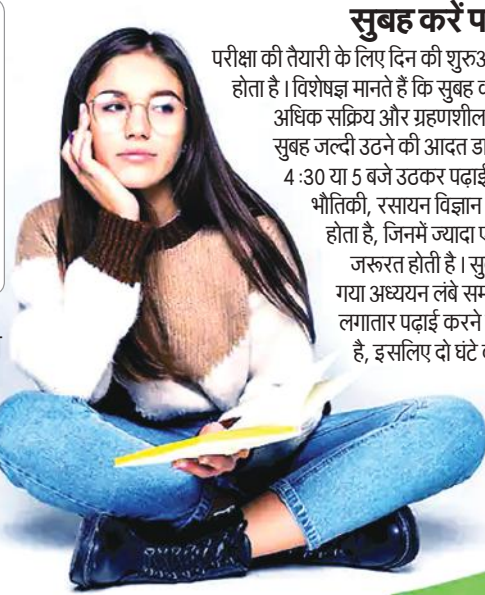 सुबह करें प
परीक्षा की तैयारी के लिए दिन की शुरुअ
होता है । विशेषज्ञ मानते हैं कि सुबह क
अधिक सक्रिय और ग्रहणशील
सुबह जल्दी उठने की आदत डा
4 :30 या 5 बजे उठकर पढ़ाई
भौतिकी, रसायन विज्ञान
होता है, जिनमें ज्यादा ए
जरूरत होती है । सु
गया अध्ययन लंबे सम
लगातार पढ़ाई करने
है, इसलिए दो घंटे क